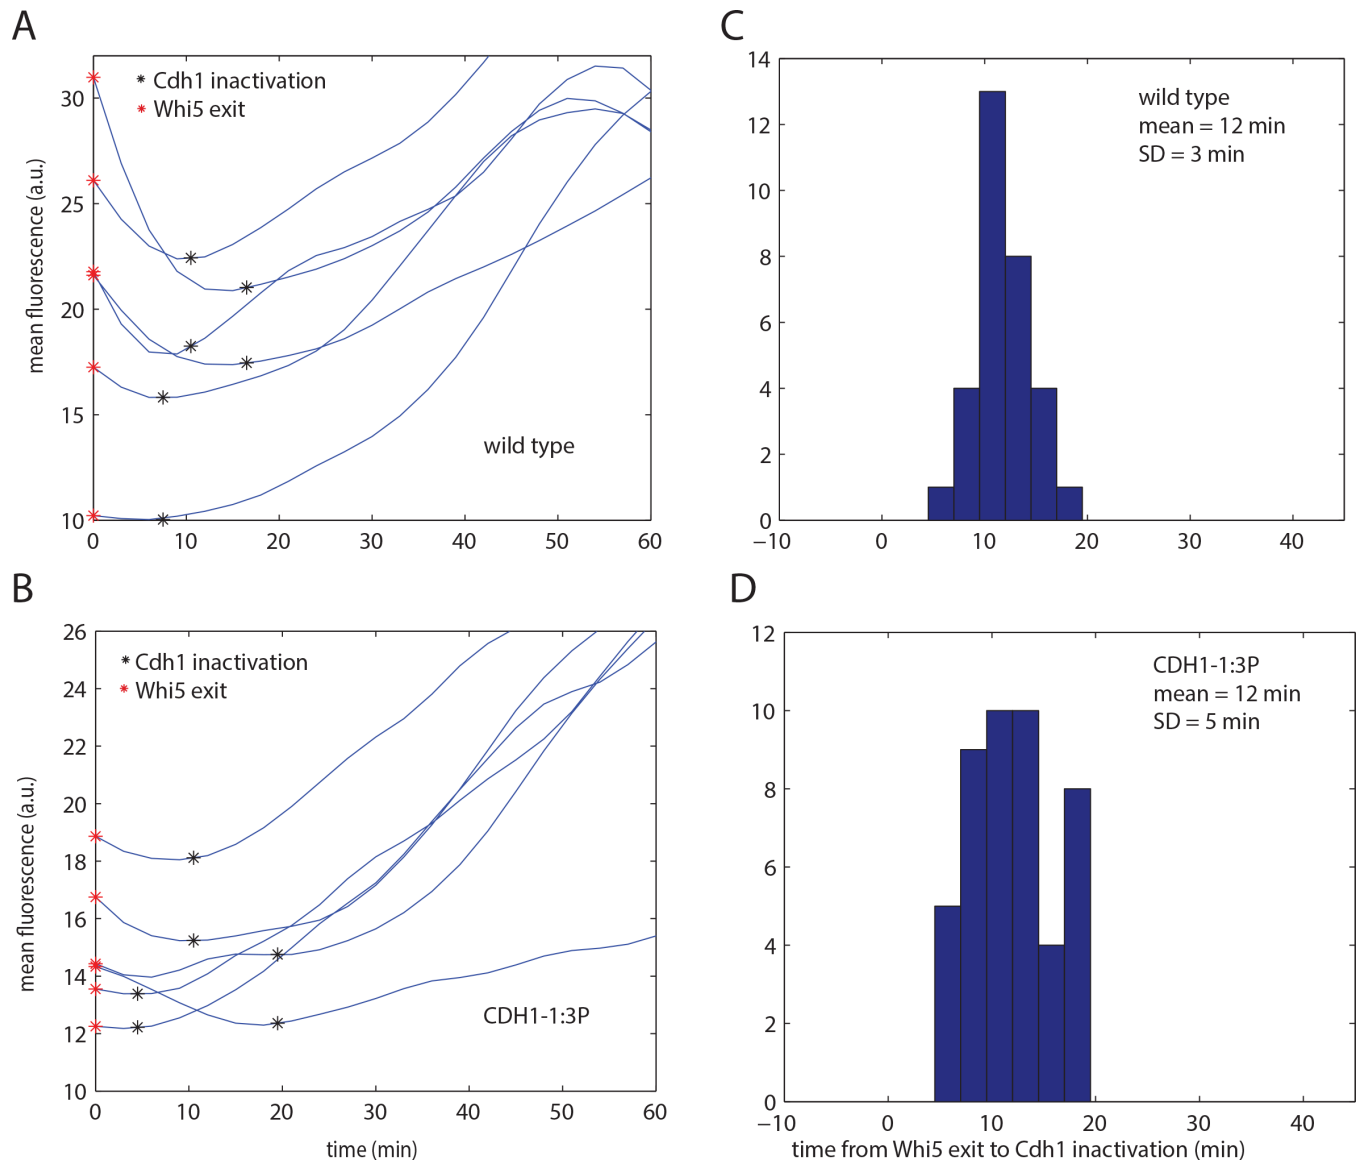 A
mean fluorescence (a.u.)
30
25
20
15
10
0 10 20 30 40 50 60
* Cdh1 inactivation
* Whi5 exit
wild type
C
14
12
10
8
6
4
2
0
−10 0 10 20 30 40
wild type
mean = 12 min
SD = 3 min
B
mean fluorescence (a.u.)
26
24
22
20
18
16
14
12
10
0 10 20 30 40 50 60
* Cdh1 inactivation
* Whi5 exit
CDH1-1:3P
time (min)
D
12
10
8
6
4
2
0
−10 0 10 20 30 40
CDH1-1:3P
mean = 12 min
SD = 5 min
time from Whi5 exit to Cdh1 inactivation (min)